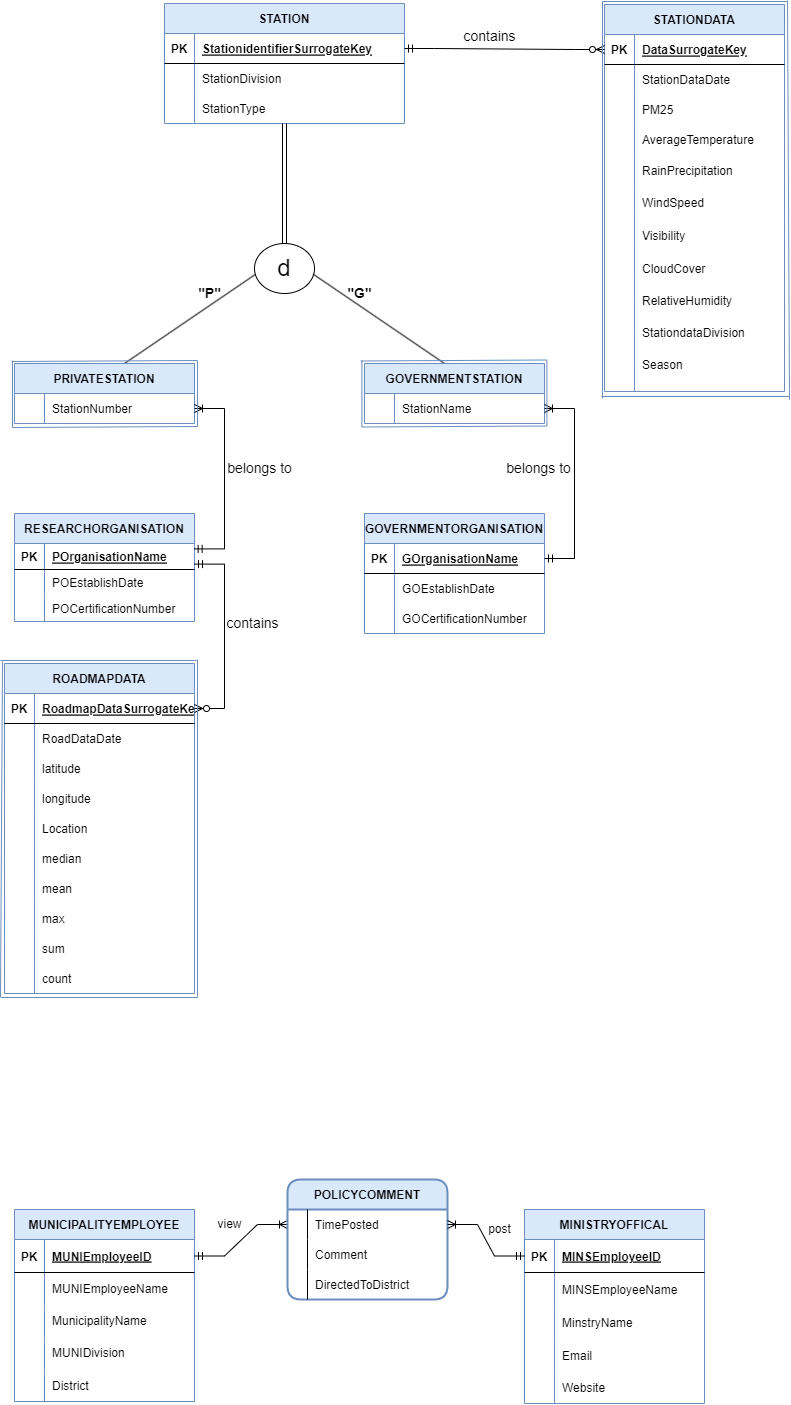 STATION
PK StationidentifierSurrogateKey
StationDivision
StationType
contains
STATIONDATA
PK DataSurrogateKey
StationDataDate
PM25
AverageTemperature
RainPrecipitation
WindSpeed
Visibility
CloudCover
RelativeHumidity
StationdataDivision
Season
d
"P"
"G"
PRIVATESTATION
StationNumber
GOVERNMENTSTATION
StationName
belongs to
belongs to
RESEARCHORGANISATION
PK POrganisationName
POEstablishDate
POCertificationNumber
GOVERNMENTORGANISATION
PK GOrganisationName
GOEstablishDate
GOCertificationNumber
contains
ROADMAPDATA
PK RoadmapDataSurrogateKe
RoadDataDate
latitude
longitude
Location
median
mean
max
sum
count
MUNICIPALITYEMPLOYEE
PK MUNIEmployeeID
MUNIEmployeeName
MunicipalityName
MUNIDivision
District
view
POLICYCOMMENT
TimePosted
Comment
DirectedToDistrict
post
MINISTRYOFFICAL
PK MINSEmployeeID
MINSEmployeeName
MinstryName
Email
Website